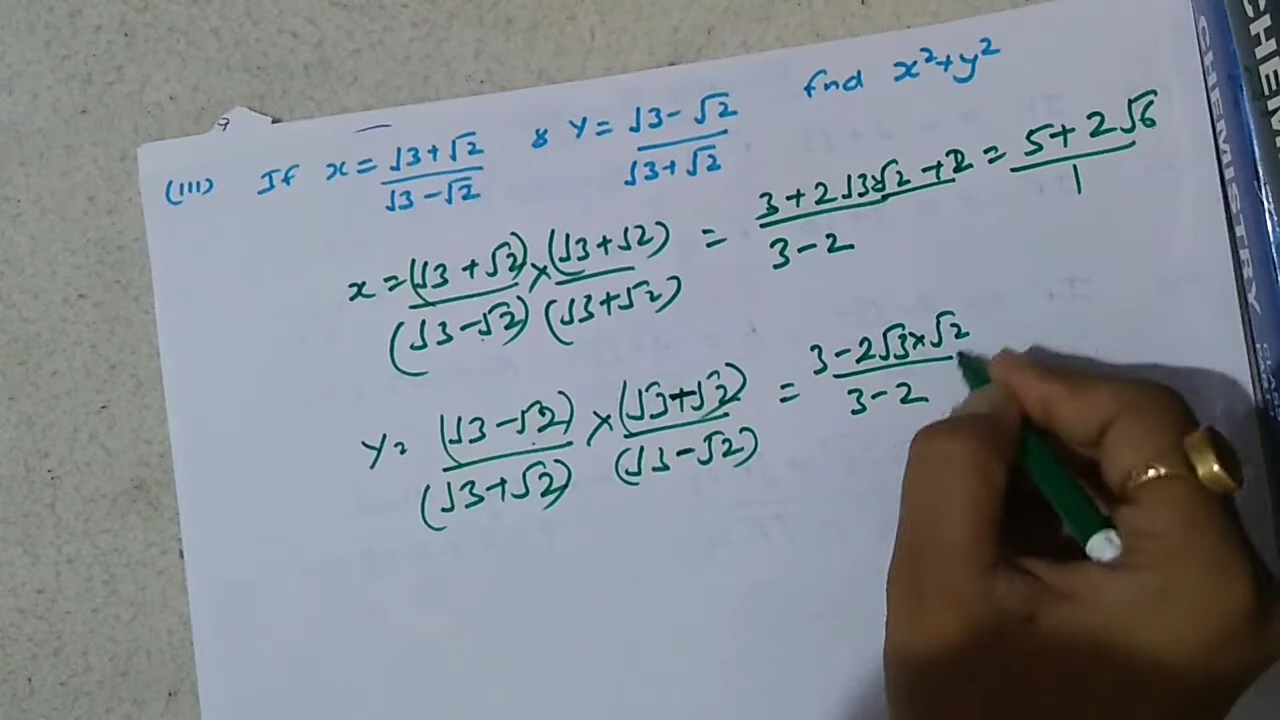 (III) If x = √3+√2 / √3-√2 & Y = √3-√2 / √3+√2 fnd x²+y²
x = (√3+√2) / (√3-√2) × (√3+√2) / (√3+√2) = 3+2√3×√2+2 / 3-2 = 5+2√6 / 1
Y = (√3-√2) / (√3+√2) × (√3+√2) / (√3-√2) = 3-2√3×√2 / 3-2
CHEMISTRY
CHEM